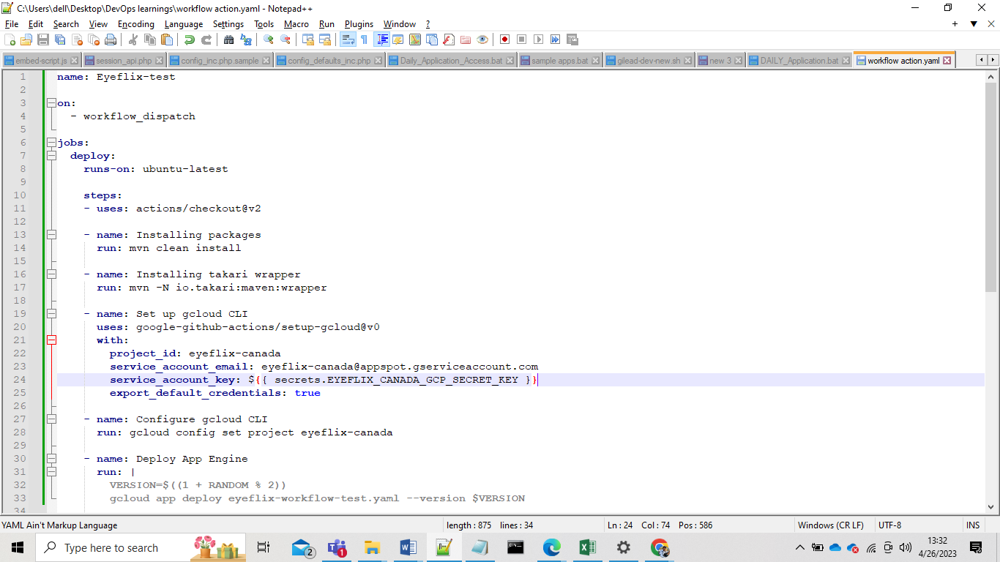 C:\Users\dell\Desktop\DevOps learnings\workflow action.yaml - Notepad++
File Edit Search View Encoding Language Settings Tools Macro Run Plugins Window ?
embed-script.js session_api.php config_inc.php.sample config_defaults_inc.php Daily_Application_Access.bat sample apps.bat gilead-dev-new.sh new 3 DAILY_Application.bat workflow action.yaml
1 name: Eyeflix-test
2
3 on:
4 - workflow_dispatch
5
6 jobs:
7 deploy:
8 runs-on: ubuntu-latest
9
10 steps:
11 - uses: actions/checkout@v2
12
13 - name: Installing packages
14 run: mvn clean install
15
16 - name: Installing takari wrapper
17 run: mvn -N io.takari:maven:wrapper
18
19 - name: Set up gcloud CLI
20 uses: google-github-actions/setup-gcloud@v0
21 with:
22 project_id: eyeflix-canada
23 service_account_email: eyeflix-canada@appspot.gserviceaccount.com
24 service_account_key: ${{ secrets.EYEFLIX_CANADA_GCP_SECRET_KEY }}
25 export_default_credentials: true
26
27 - name: Configure gcloud CLI
28 run: gcloud config set project eyeflix-canada
29
30 - name: Deploy App Engine
31 run: |
32 VERSION=$((1 + RANDOM % 2))
33 gcloud app deploy eyeflix-workflow-test.yaml --version $VERSION
34
YAML Ain't Markup Language length : 875 lines : 34 Ln : 24 Col : 74 Pos : 586 Windows (CR LF) UTF-8 INS
Type here to search 2 1 13:32
4/26/2023